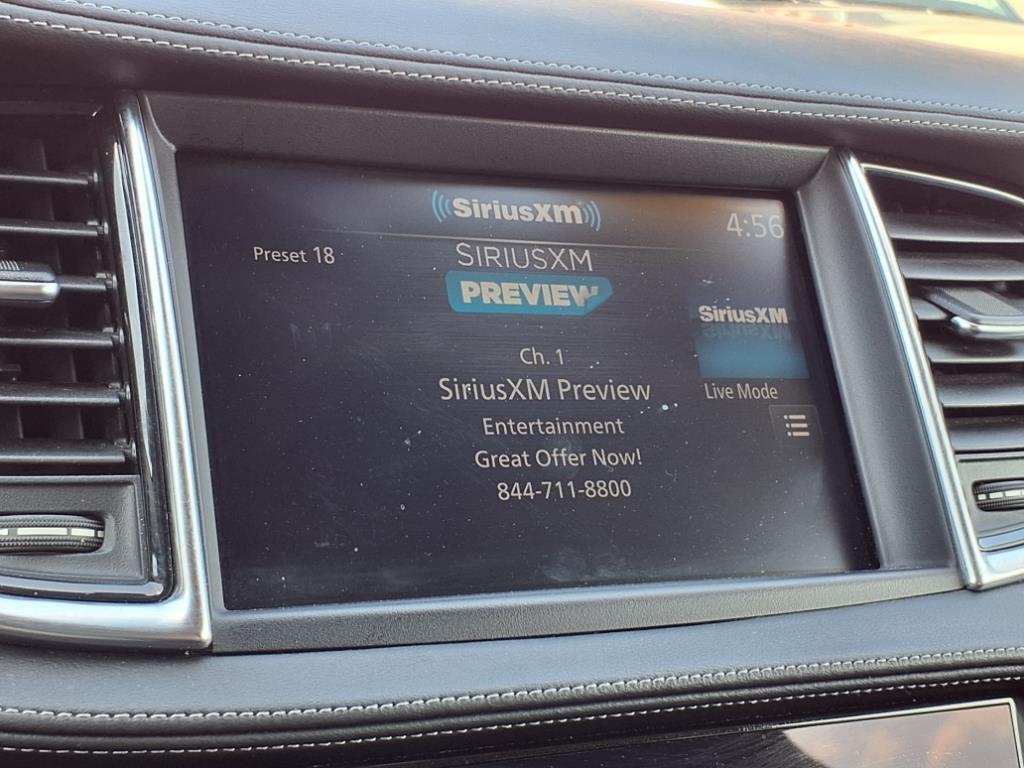 SiriusXM
4:56
Preset 18
SIRIUSXM
PREVIEW
SiriusXM
Ch. 1
SiriusXM Preview
Live Mode
Entertainment
Great Offer Now!
844-711-8800